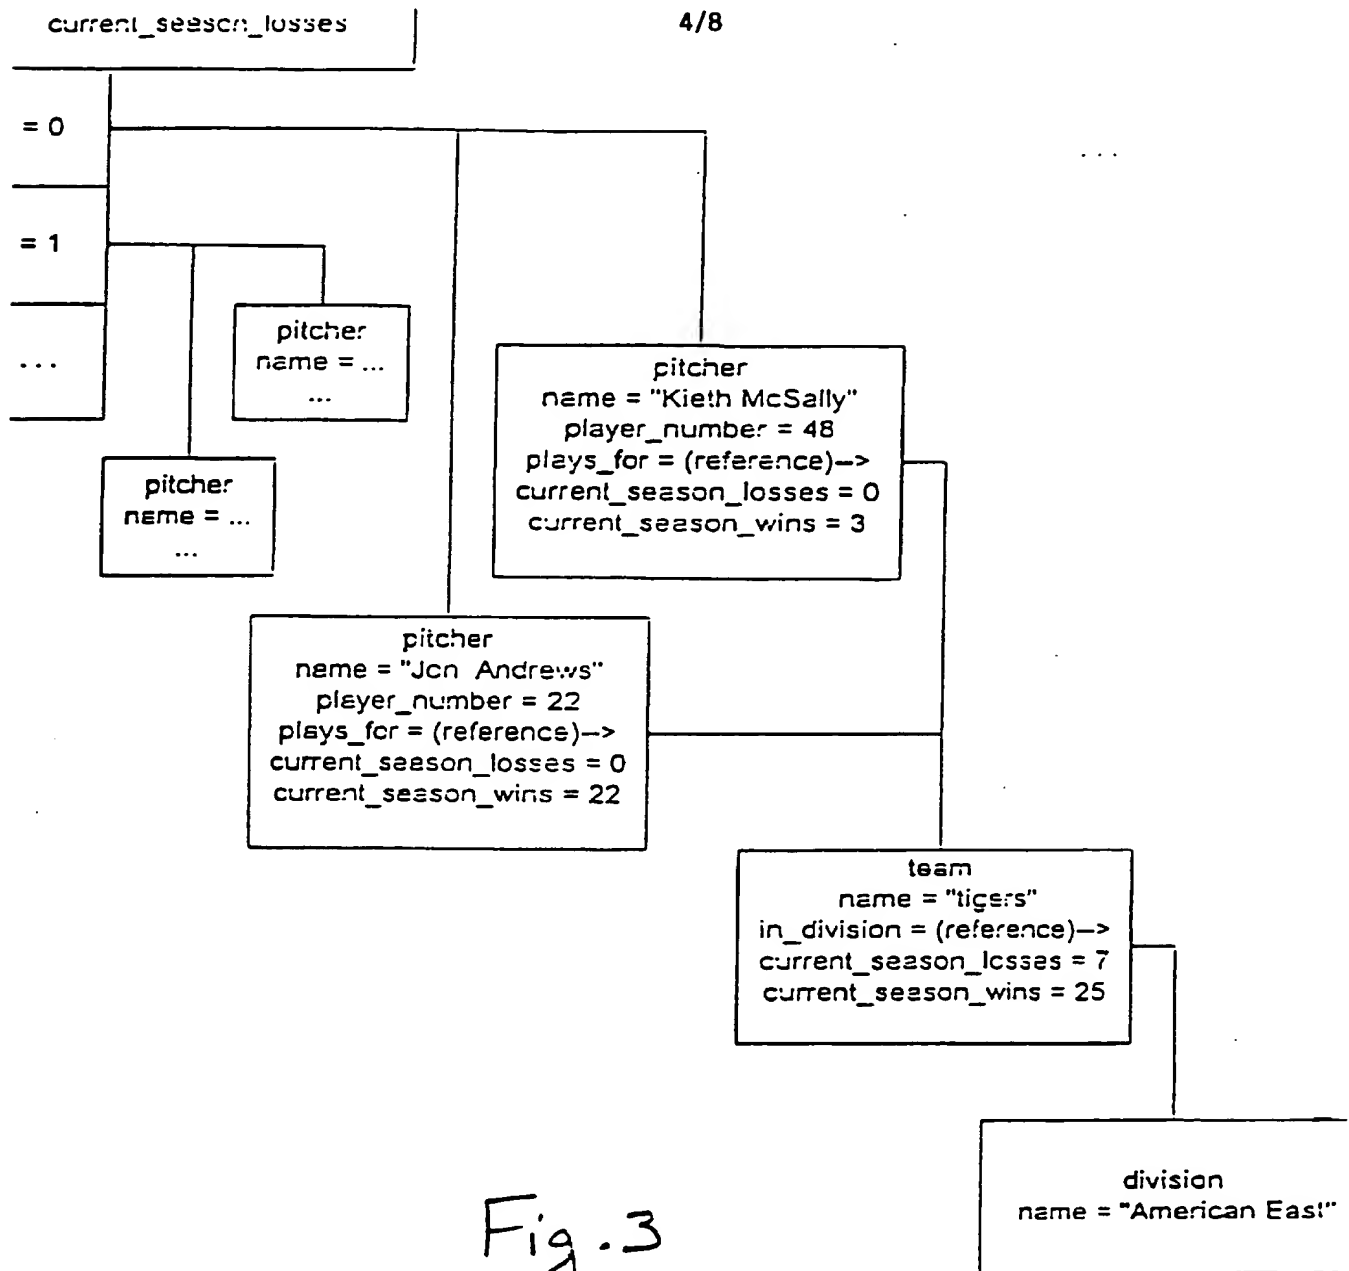 4/8
current_season_losses
= 0
= 1
...
...
pitcher
name = ...
...
pitcher
name = ...
...
pitcher
name = "Kieth McSally"
player_number = 48
plays_for = (reference)-->
current_season_losses = 0
current_season_wins = 3
pitcher
name = "Jon Andrews"
player_number = 22
plays_for = (reference)-->
current_season_losses = 0
current_season_wins = 22
team
name = "tigers"
in_division = (reference)-->
current_season_losses = 7
current_season_wins = 25
division
name = "American East"
Fig. 3